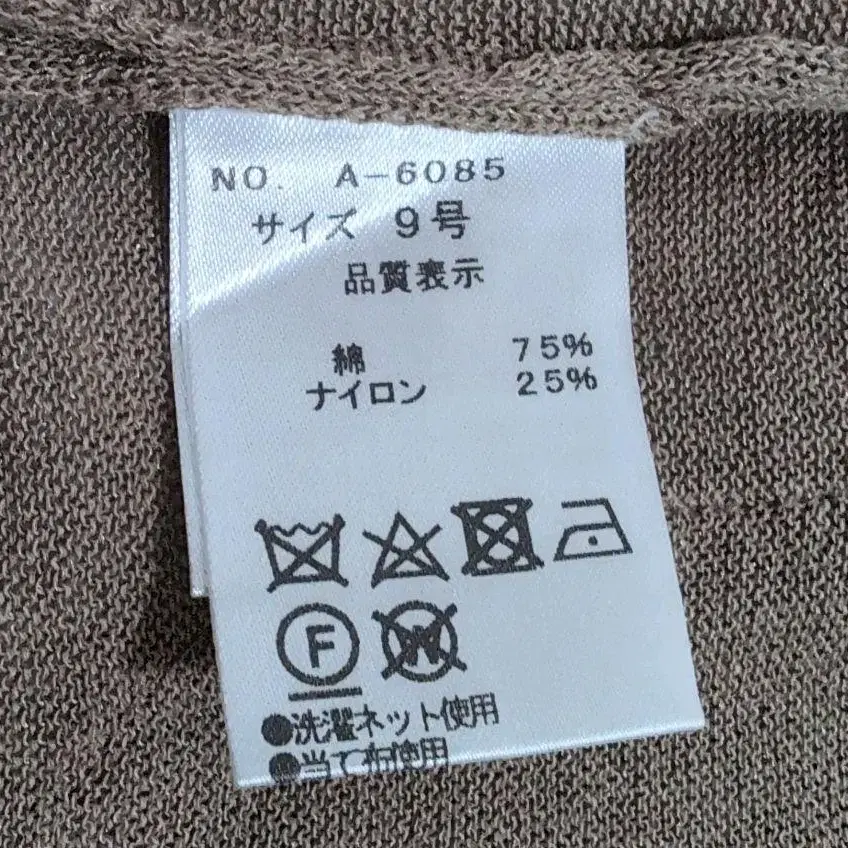 NO. A-6085
サイズ 9号
品質表示
綿 75%
ナイロン 25%
F W
●洗濯ネット使用
●当て布使用